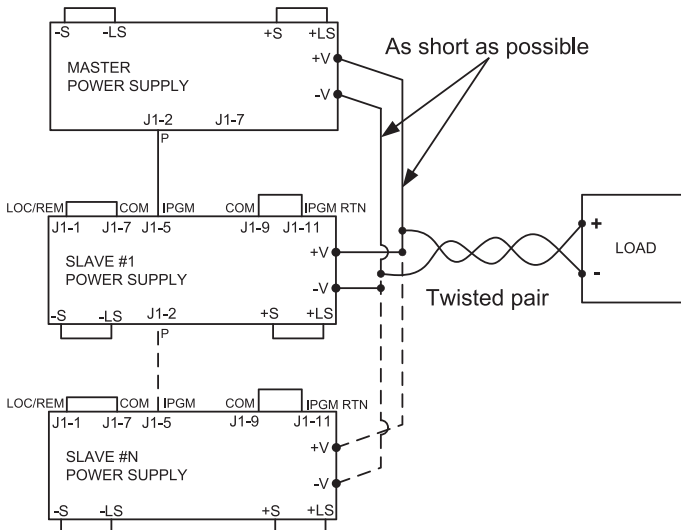 -S -LS +S +LS
As short as possible
MASTER
POWER SUPPLY
+V
-V
J1-2 J1-7
P
LOC/REM COM IPGM COM IPGM RTN
J1-1 J1-7 J1-5 J1-9 J1-11
SLAVE #1
POWER SUPPLY
+V
-V
+
LOAD
-
Twisted pair
-S -LS J1-2 +S +LS
P
LOC/REM COM IPGM COM IPGM RTN
J1-1 J1-7 J1-5 J1-9 J1-11
SLAVE #N
POWER SUPPLY
+V
-V
-S -LS +S +LS